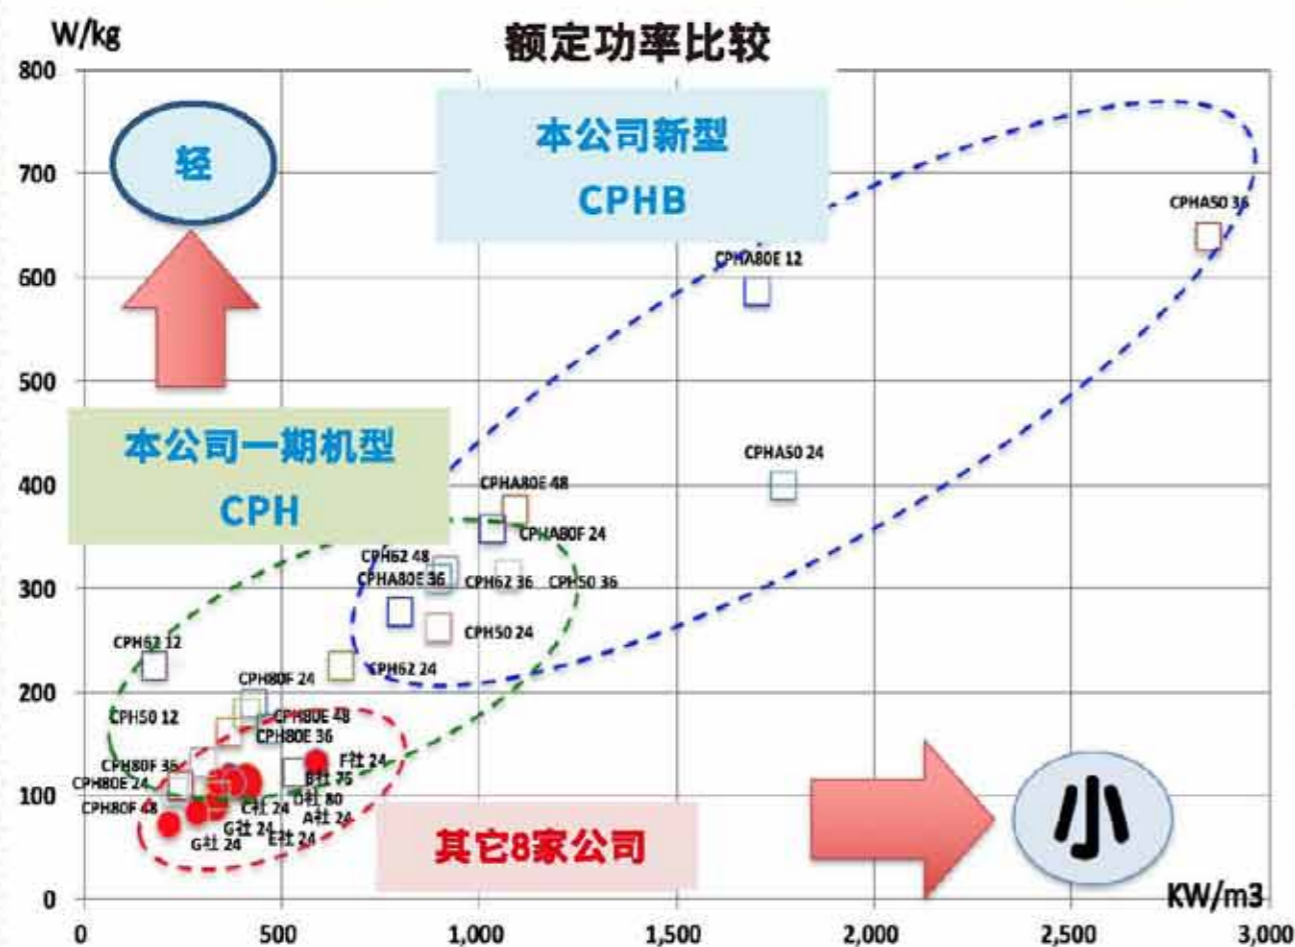 W/kg
额定功率比较
800
700
600
500
400
300
200
100
0
轻
本公司新型
CPHB
本公司一期机型
CPH
CPHA50 36
CPHA80E 12
CPHA50 24
CPHA80E 48
CPHA80F 24
CPH62 48
CPHA80E 36
CPH62 36
CPH50 36
CPH50 24
CPH62 12
CPH62 24
CPH80F 24
CPH50 12
CPH80E 48
CPH80E 36
CPH80F 36
CPH80E 24
CPH80F 48
F社 24
B社 75
D社 80
C社 24
A社 24
G社 24
E社 24
G社 24
其它8家公司
小
KW/m3
0
500
1,000
1,500
2,000
2,500
3,000